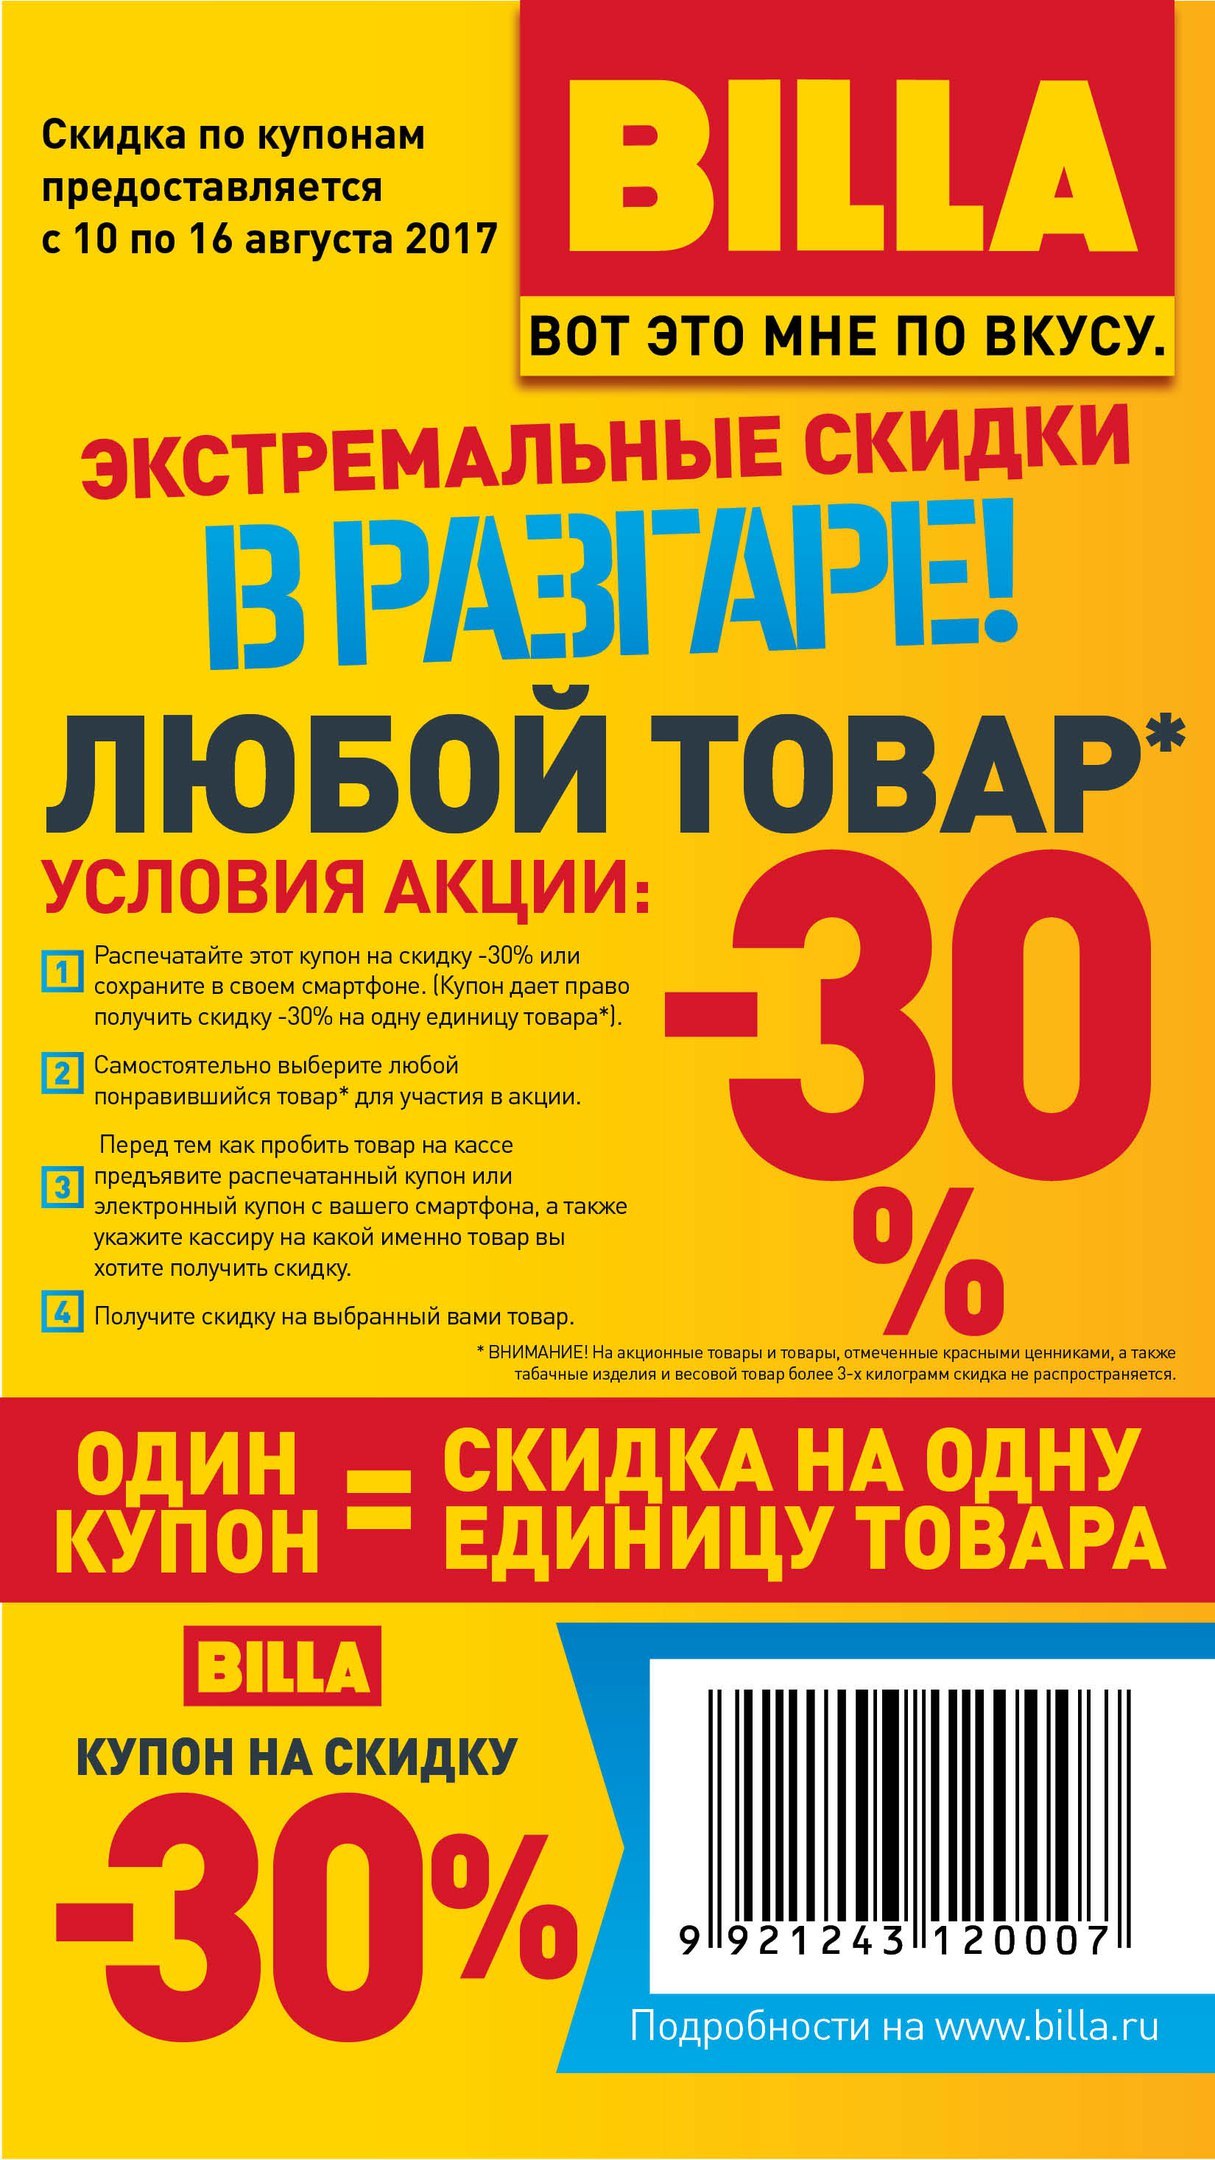 Скидка по купонам
предоставляется
с 10 по 16 августа 2017
BILLA
ВОТ ЭТО МНЕ ПО ВКУСУ.
ЭКСТРЕМАЛЬНЫЕ СКИДКИ
В РАЗГАРЕ!
ЛЮБОЙ ТОВАР*
УСЛОВИЯ АКЦИИ:
-30
%
1 Распечатайте этот купон на скидку -30% или
сохраните в своем смартфоне. (Купон дает право
получить скидку -30% на одну единицу товара*).
2 Самостоятельно выберите любой
понравившийся товар* для участия в акции.
Перед тем как пробить товар на кассе
3 предъявите распечатанный купон или
электронный купон с вашего смартфона, а также
укажите кассиру на какой именно товар вы
хотите получить скидку.
4 Получите скидку на выбранный вами товар.
* ВНИМАНИЕ! На акционные товары и товары, отмеченные красными ценниками, а также
табачные изделия и весовой товар более 3-х килограмм скидка не распространяется.
ОДИН
КУПОН
=
СКИДКА НА ОДНУ
ЕДИНИЦУ ТОВАРА
BILLA
КУПОН НА СКИДКУ
-30%
9 921243 120007
Подробности на www.billa.ru